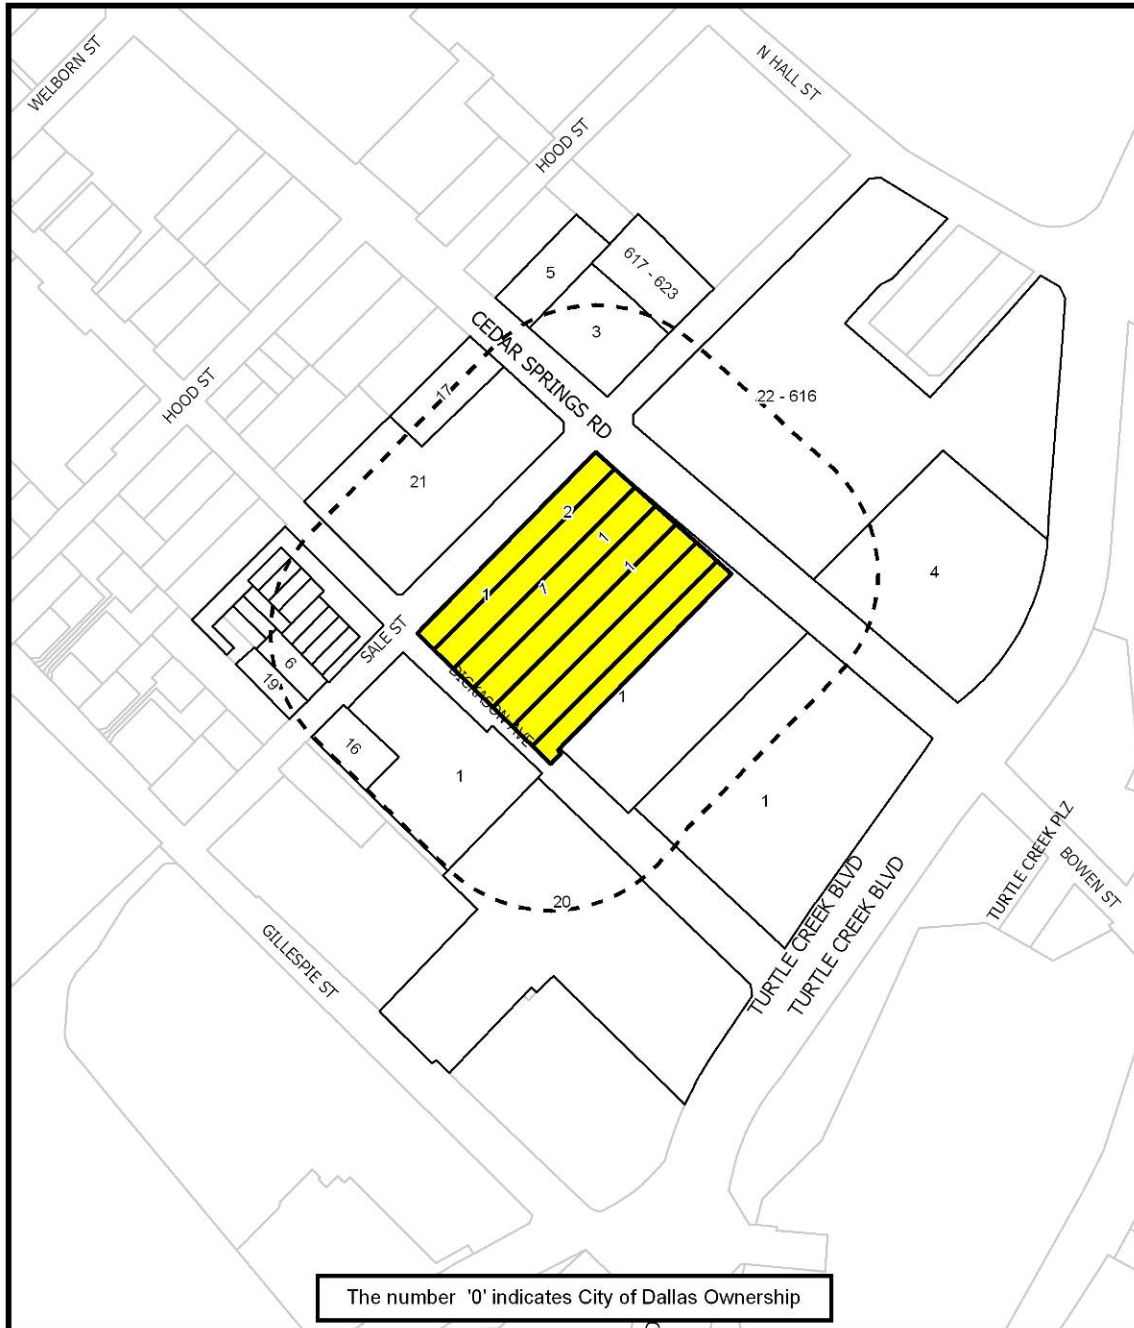 WELBORN ST
N HALL ST
HOOD ST
617 - 623
5
3
CEDAR SPRINGS RD
17
22 - 616
HOOD ST
21
2
1
1
1
1
4
SALE ST
6
19
DICKASON AVE
1
16
1
1
TURTLE CREEK PLZ
BOWEN ST
TURTLE CREEK BLVD
TURTLE CREEK BLVD
20
GILLESPIE ST
The number '0' indicates City of Dallas Ownership